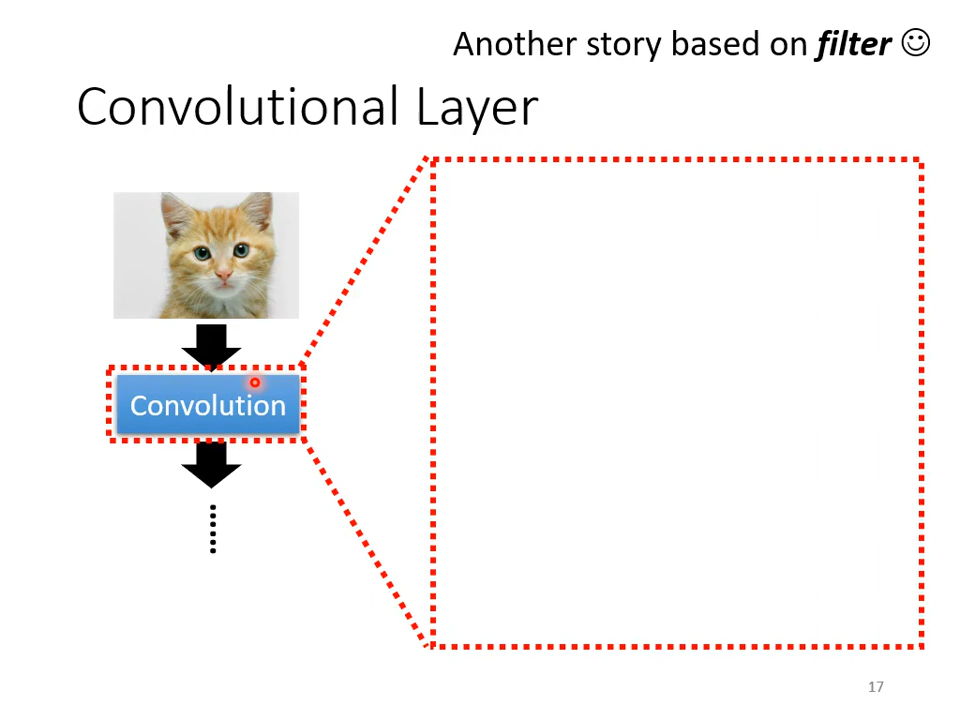 Another story based on filter ☺
Convolutional Layer
Convolution
17